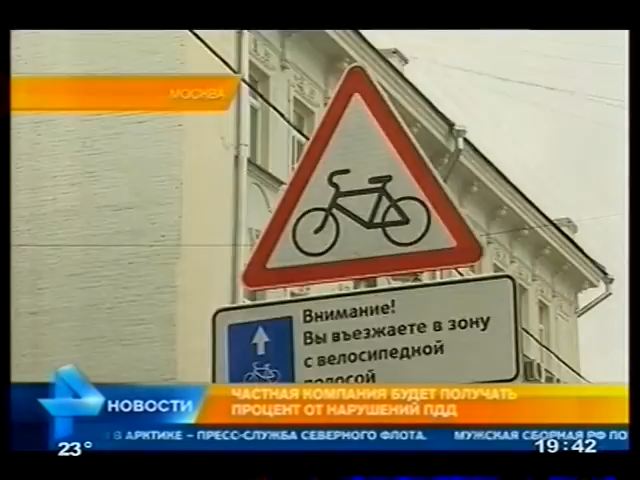 МОСКВА
Внимание!
Вы въезжаете в зону
с велосипедной
полосой
НОВОСТИ
ЧАСТНАЯ КОМПАНИЯ БУДЕТ ПОЛУЧАТЬ
ПРОЦЕНТ ОТ НАРУШЕНИЙ ПДД
В АРКТИКЕ – ПРЕСС-СЛУЖБА СЕВЕРНОГО ФЛОТА. МУЖСКАЯ СБОРНАЯ РФ ПО
23° 19:42